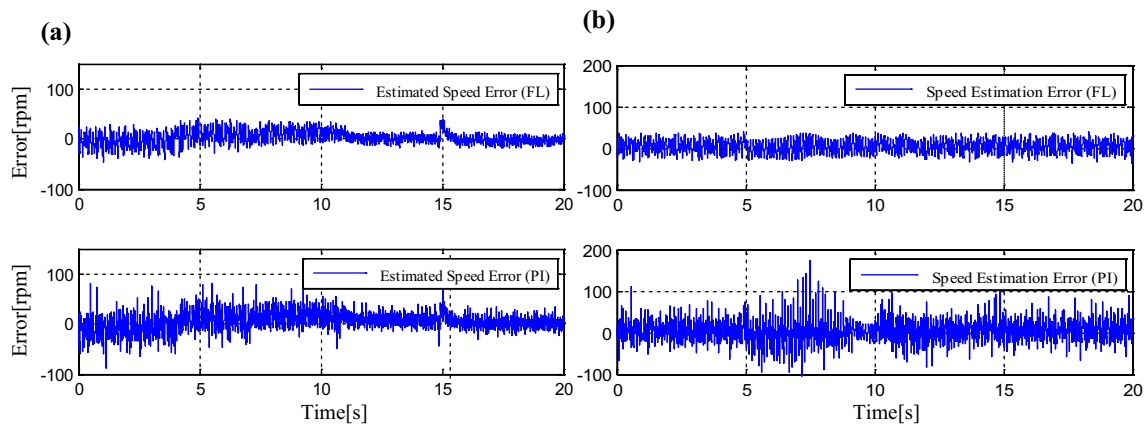 (a)
(b)
Error[rpm]
100
0
-100
Estimated Speed Error (FL)
0 5 10 15 20
200
100
0
-100
Speed Estimation Error (FL)
0 5 10 15 20
Error[rpm]
100
0
-100
Estimated Speed Error (PI)
0 5 10 15 20
Time[s]
200
100
0
-100
Speed Estimation Error (PI)
0 5 10 15 20
Time[s]